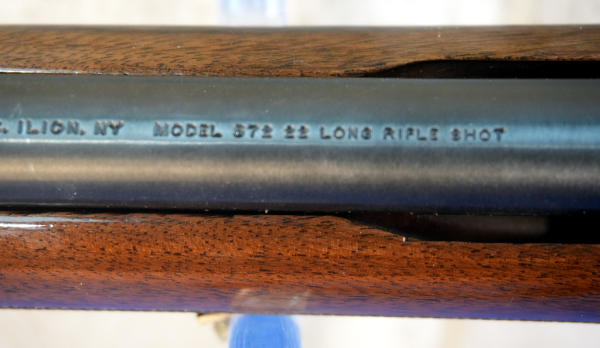 . ILION, NY MODEL 572 22 LONG RIFLE SHOT